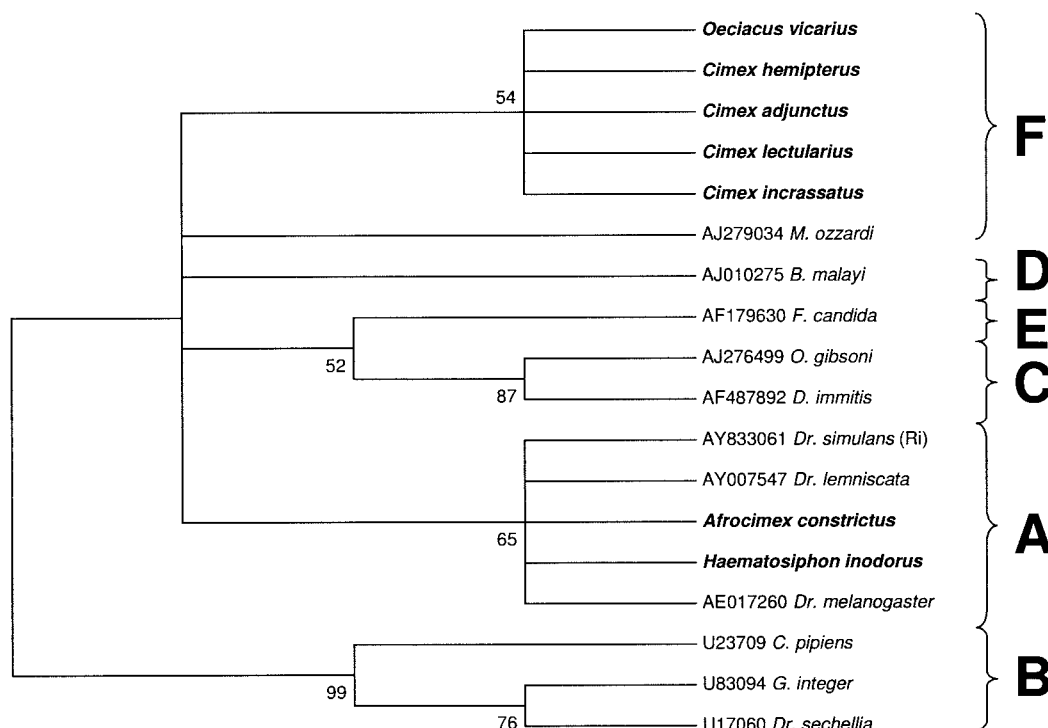 Oeciacus vicarius
Cimex hemipterus
54
Cimex adjunctus
F
Cimex lectularius
Cimex incrassatus
AJ279034 M. ozzardi
AJ010275 B. malayi
D
AF179630 F. candida
E
52
AJ276499 O. gibsoni
C
87
AF487892 D. immitis
AY833061 Dr. simulans (Ri)
AY007547 Dr. lemniscata
Afrocimex constrictus
A
65
Haematosiphon inodorus
AE017260 Dr. melanogaster
U23709 C. pipiens
99
U83094 G. integer
B
76
U17060 Dr. sechellia